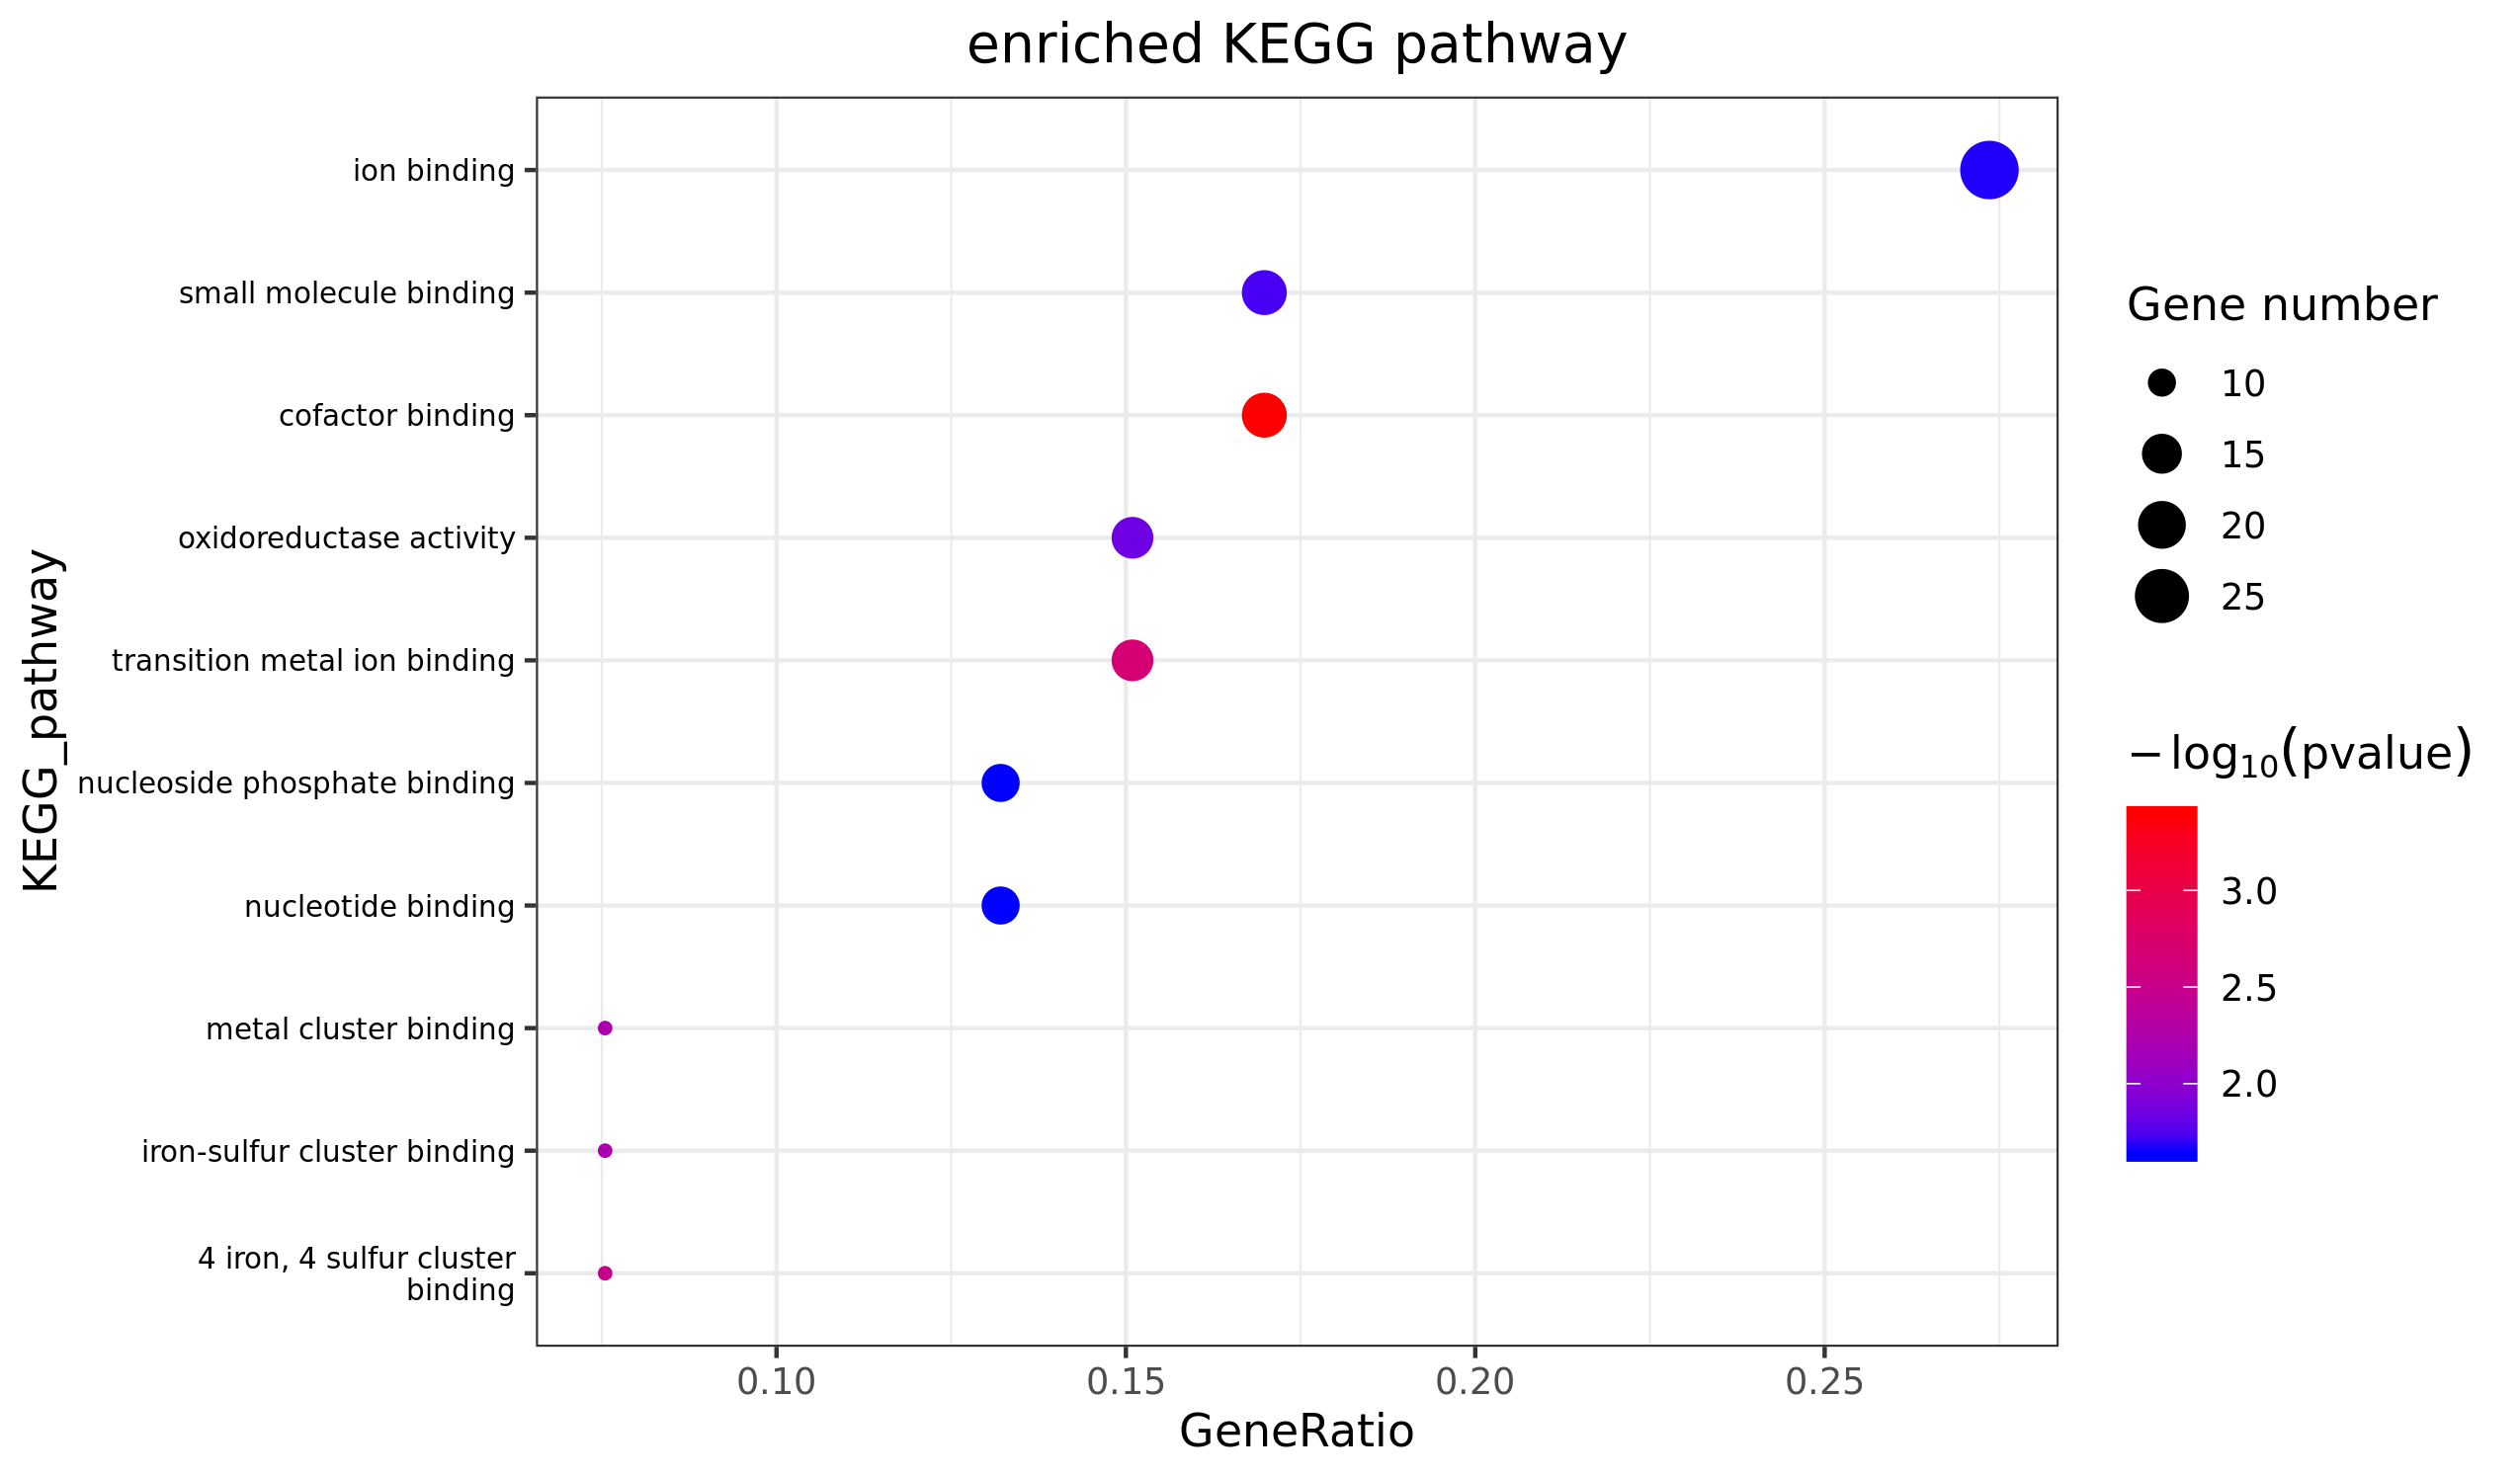 enriched KEGG pathway
KEGG_pathway
ion binding
small molecule binding
cofactor binding
oxidoreductase activity
transition metal ion binding
nucleoside phosphate binding
nucleotide binding
metal cluster binding
iron-sulfur cluster binding
4 iron, 4 sulfur cluster
binding
0.10
0.15
0.20
0.25
GeneRatio
Gene number
10
15
20
25
−log₁₀(pvalue)
3.0
2.5
2.0